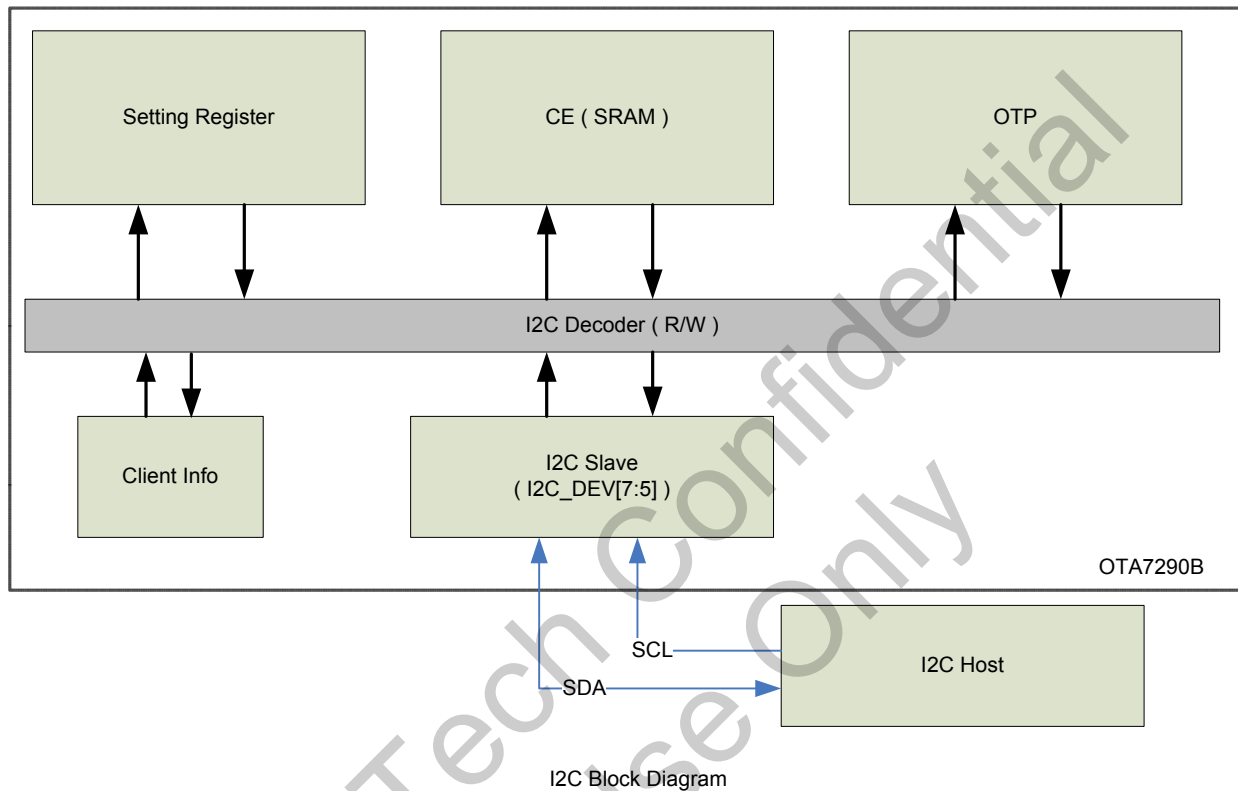 Setting Register
CE ( SRAM )
OTP
I2C Decoder ( R/W )
Client Info
I2C Slave
( I2C_DEV[7:5] )
OTA7290B
SCL
I2C Host
SDA
I2C Block Diagram
Tech Confidential
Use Only